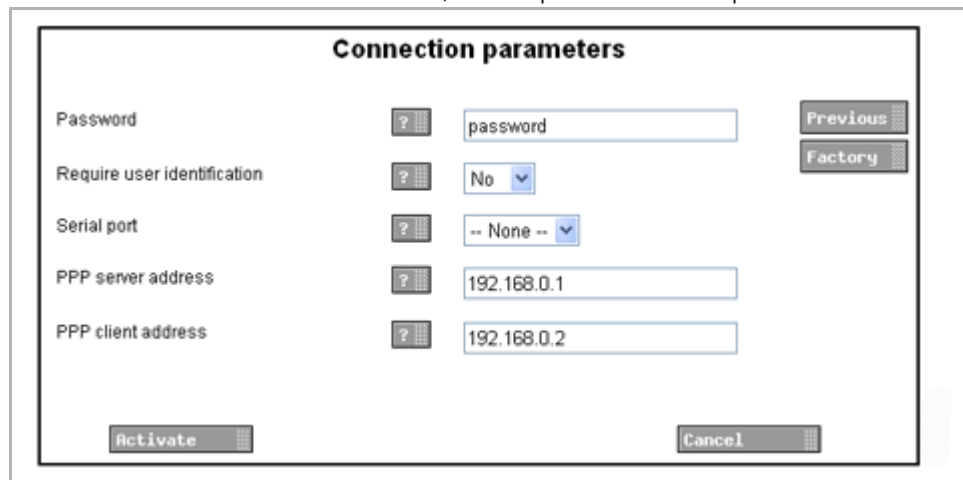 Connection parameters
Password ? password Previous
Factory
Require user identification ? No
Serial port ? -- None --
PPP server address ? 192.168.0.1
PPP client address ? 192.168.0.2
Activate Cancel